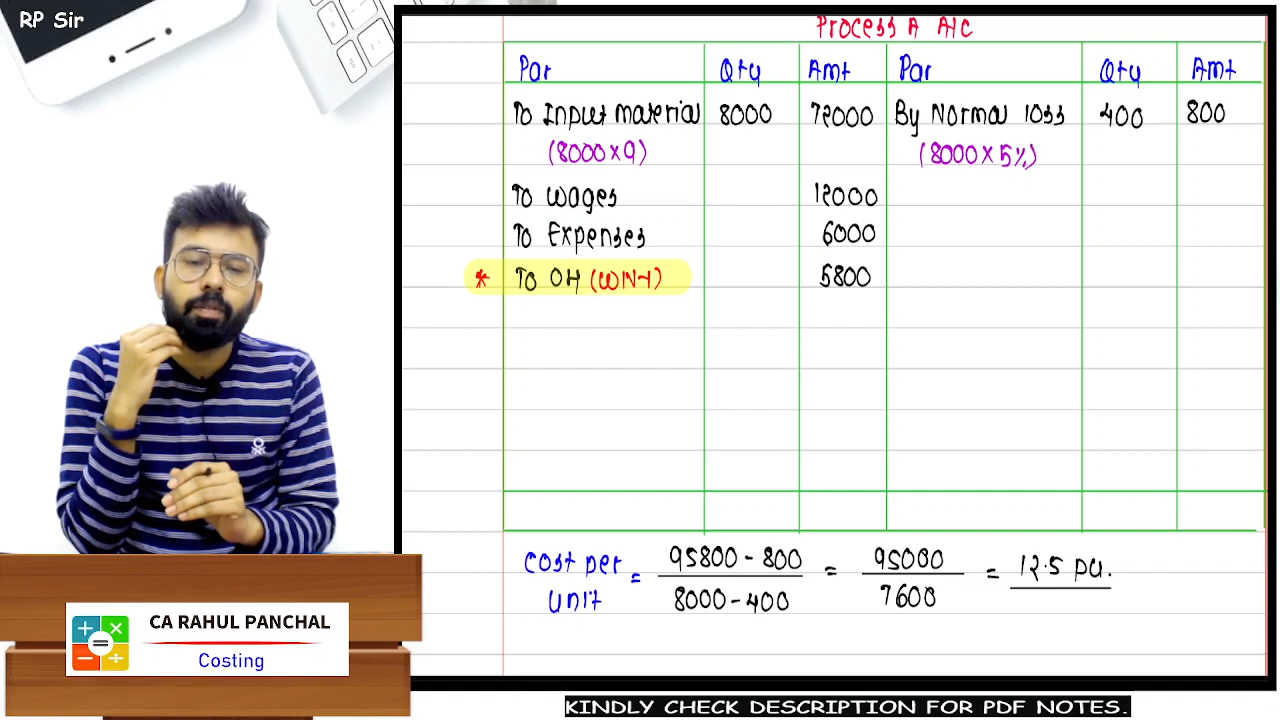 RP Sir
Process A A/c
Par Qty Amt Par Qty Amt
To Input material 8000 72000 By Normal loss 400 800
(8000×9) (8000×5%)
To Wages 12000
To Expenses 6000
* To OH (WN-1) 5800
Cost per unit = 95800 - 800 / 8000 - 400 = 95000 / 7600 = 12.5 pu.
CA RAHUL PANCHAL
Costing
KINDLY CHECK DESCRIPTION FOR PDF NOTES.